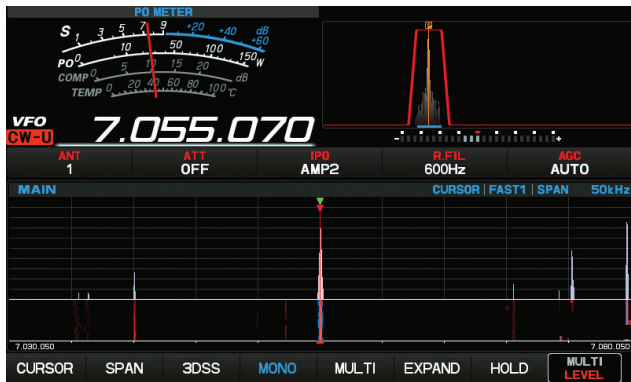 PO METER
S 1 3 5 7 9 +20 +40 dB +60
PO 0 10 50 100 150 W
COMP 0 5 10 15 20 dB
TEMP 0 20 40 60 80 100 °C
VFO
CW-U 7.055.070
P
- +
ANT ATT IPO R.FIL AGC
1 OFF AMP2 600Hz AUTO
MAIN CURSOR | FAST1 | SPAN 50kHz
7.030.050 7.080.050
CURSOR SPAN 3DSS MONO MULTI EXPAND HOLD MULTI
LEVEL